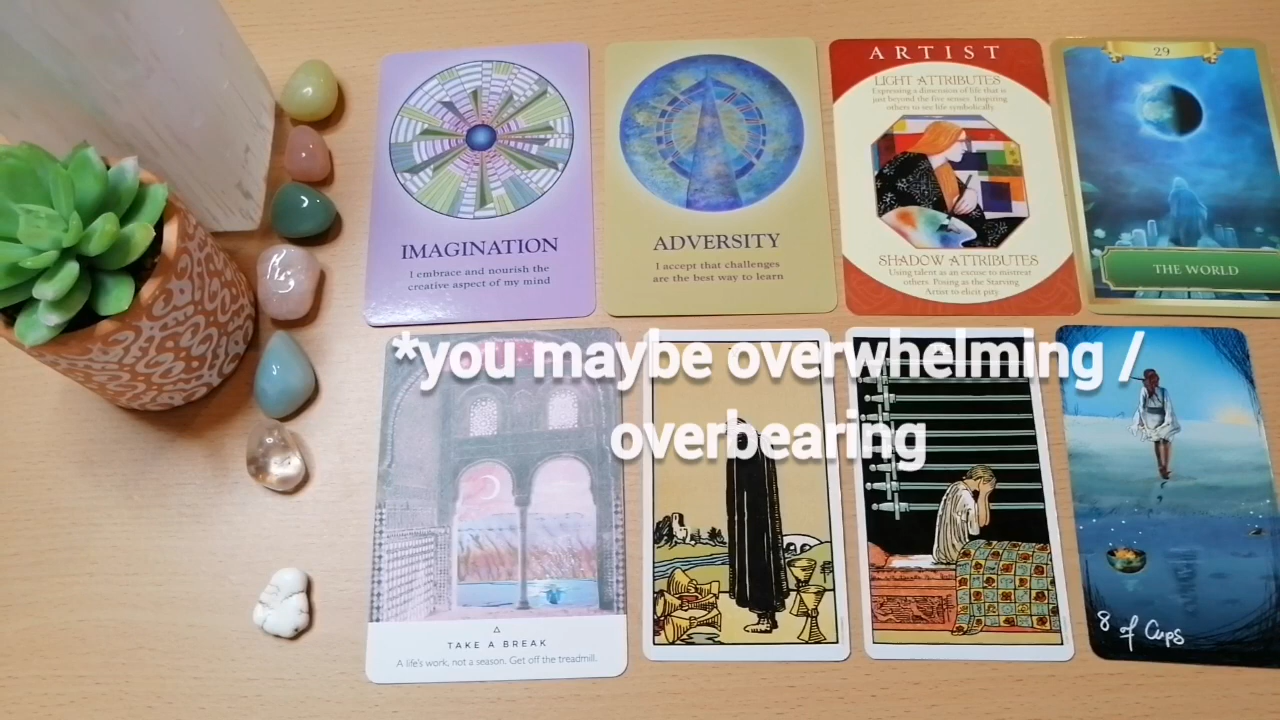 IMAGINATION
I embrace and nourish the
creative aspect of my mind
ADVERSITY
I accept that challenges
are the best way to learn
ARTIST
LIGHT ATTRIBUTES
Expressing a dimension of life that is
just beyond the five senses. Inspiring
others to see life symbolically.
SHADOW ATTRIBUTES
Using talent as an excuse to mistreat
others. Posing as the Starving
Artist to elicit pity.
29
THE WORLD
*you maybe overwhelming /
overbearing
TAKE A BREAK
A life's work, not a season. Get off the treadmill.
8 of Cups